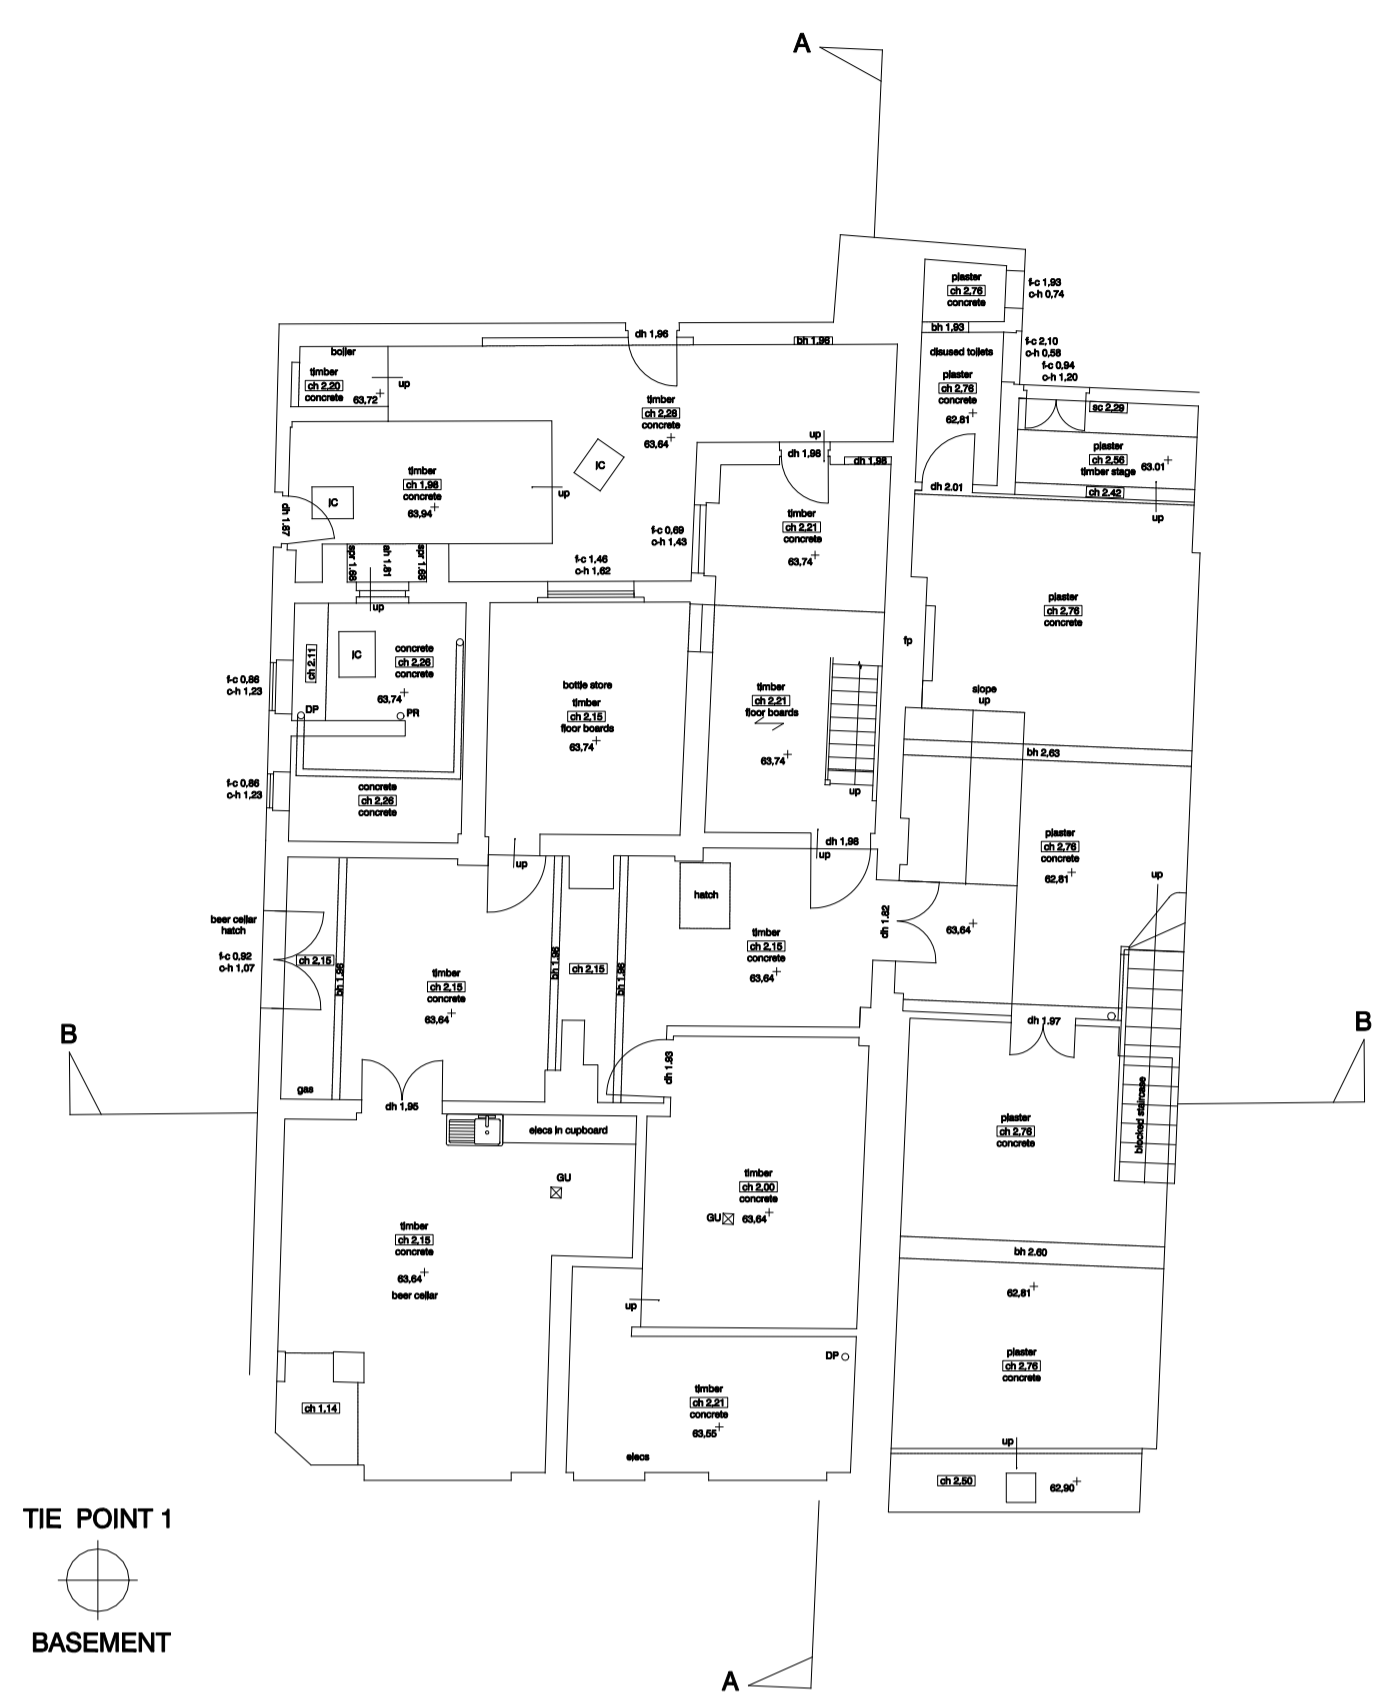 A
plaster
ch 2,76
concrete
f-c 1,93
c-h 0,74
bh 1,93
dh 1,96
bh 1,96
f-c 2,10
c-h 0,58
f-c 0,94
c-h 1,20
boiler
timber
ch 2,20
concrete
63,72
up
disused toilets
plaster
ch 2,76
concrete
62,81
timber
ch 2,28
concrete
63,64
sc 2,29
plaster
ch 2,56
timber stage
63.01
up
dh 1,98
dh 1,98
IC
timber
ch 1,98
concrete
63,94
IC
up
dh 2.01
ch 2.42
up
dh 1.87
timber
ch 2,21
concrete
63,74
f-c 0,69
c-h 1,43
f-c 1,46
c-h 1,62
spr 1.68
ah 1.81
spr 1.68
up
plaster
ch 2,76
concrete
fp
ch 2.11
IC
concrete
ch 2,26
concrete
63,74
f-c 0,86
c-h 1,23
DP
PR
bottle store
timber
ch 2,15
floor boards
63,74
timber
ch 2,21
floor boards
63,74
up
slope
up
bh 2.63
f-c 0,86
c-h 1,23
concrete
ch 2,26
concrete
up
dh 1,98
up
plaster
ch 2,76
concrete
62,81
up
hatch
beer cellar
hatch
f-c 0,92
c-h 1,07
ch 2,15
bh 1.96
timber
ch 2,15
concrete
63,64
bh 1.96
ch 2,15
bh 1.96
timber
ch 2,15
concrete
63,64
dh 1.82
63,64
B
B
dh 1.97
dh 1.93
gas
dh 1,95
elecs in cupboard
plaster
ch 2,76
concrete
blocked staircase
GU
timber
ch 2,00
concrete
GU
63,64
timber
ch 2,15
concrete
63,64
beer cellar
bh 2.60
62,81
up
DP
plaster
ch 2,76
concrete
timber
ch 2,21
concrete
63,55
ch 1,14
elecs
up
ch 2,50
62,90
TIE POINT 1
BASEMENT
A